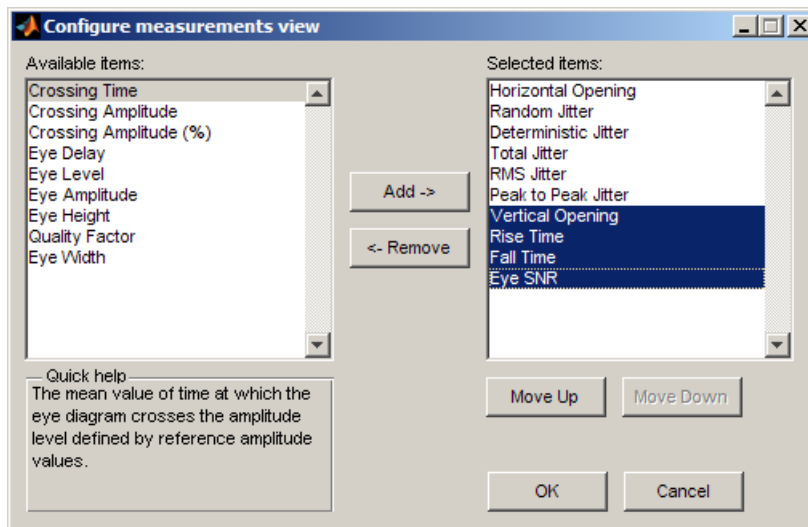 Configure measurements view
Available items:
Crossing Time
Crossing Amplitude
Crossing Amplitude (%)
Eye Delay
Eye Level
Eye Amplitude
Eye Height
Quality Factor
Eye Width
Add ->
<- Remove
Selected items:
Horizontal Opening
Random Jitter
Deterministic Jitter
Total Jitter
RMS Jitter
Peak to Peak Jitter
Vertical Opening
Rise Time
Fall Time
Eye SNR
Quick help
The mean value of time at which the
eye diagram crosses the amplitude
level defined by reference amplitude
values.
Move Up
Move Down
OK
Cancel